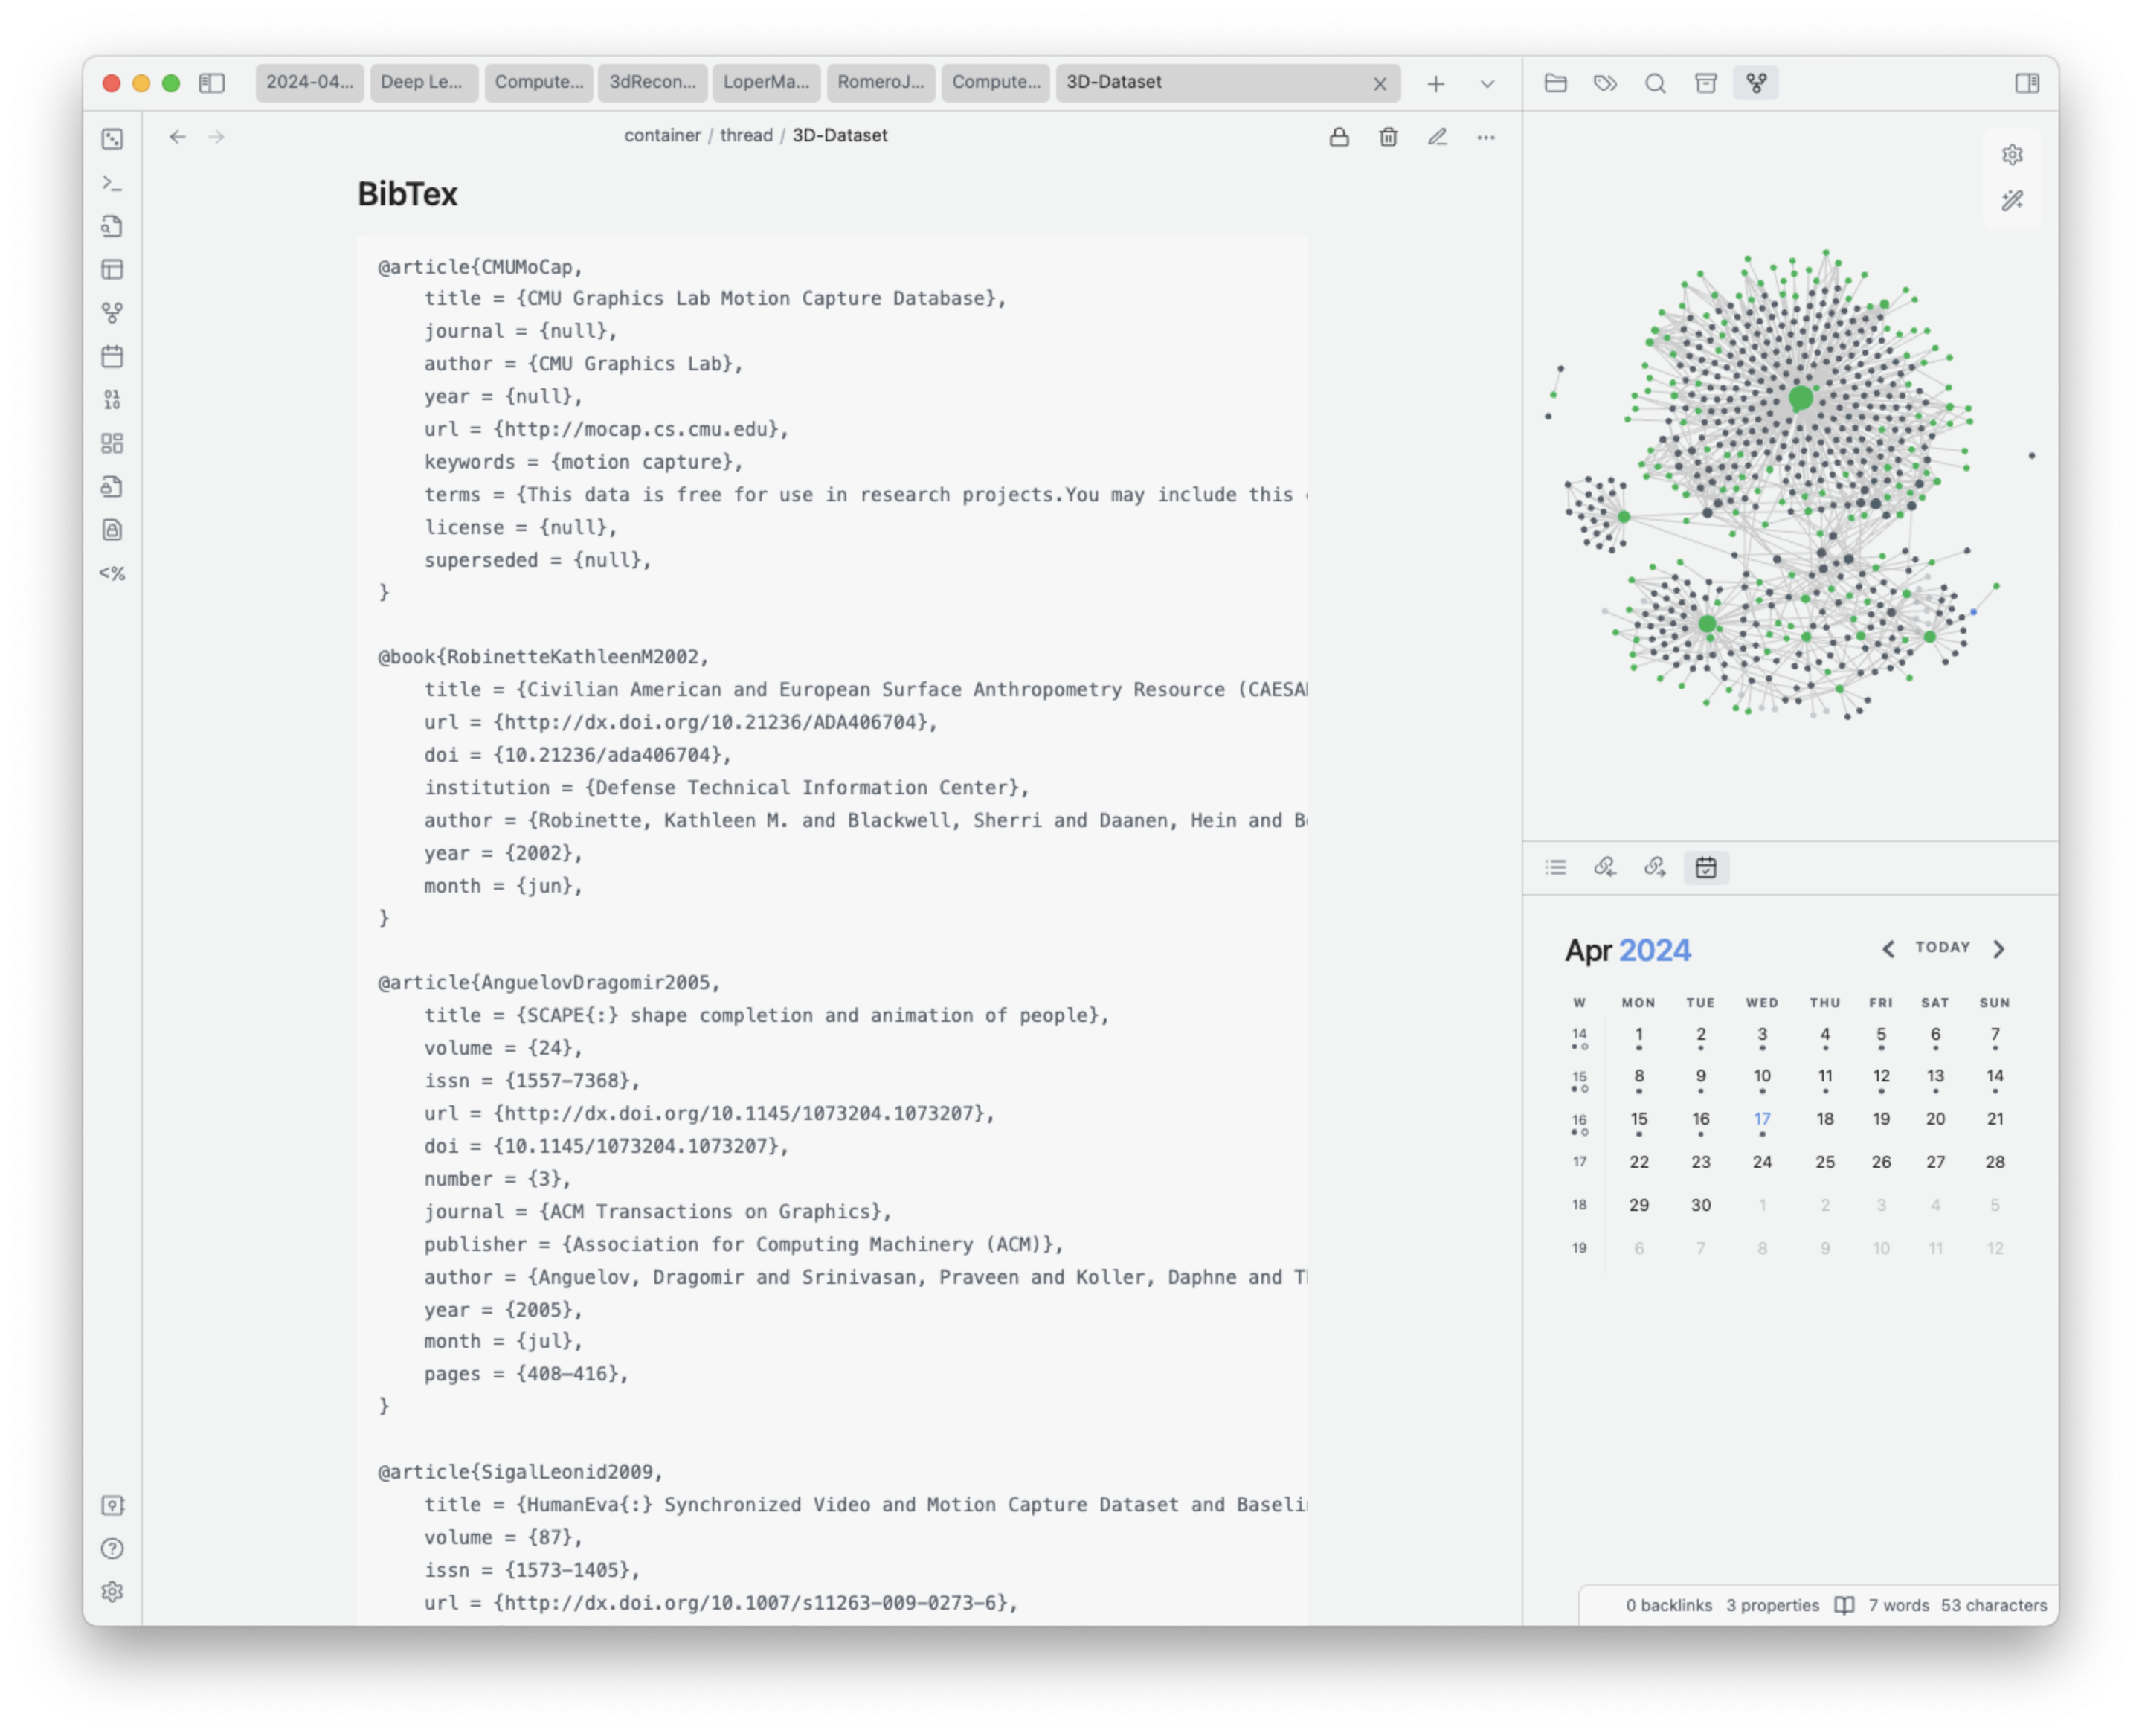 2024-04...
Deep Le...
Compute...
3dRecon...
LoperMa...
RomeroJ...
Compute...
3D-Dataset
container / thread / 3D-Dataset
BibTex
@article{CMUMoCap,
title = {CMU Graphics Lab Motion Capture Database},
journal = {null},
author = {CMU Graphics Lab},
year = {null},
url = {http://mocap.cs.cmu.edu},
keywords = {motion capture},
terms = {This data is free for use in research projects.You may include this
license = {null},
superseded = {null},
}
@book{RobinetteKathleenM2002,
title = {Civilian American and European Surface Anthropometry Resource (CAESA
url = {http://dx.doi.org/10.21236/ADA406704},
doi = {10.21236/ada406704},
institution = {Defense Technical Information Center},
author = {Robinette, Kathleen M. and Blackwell, Sherri and Daanen, Hein and B
year = {2002},
month = {jun},
}
@article{AnguelovDragomir2005,
title = {SCAPE{:} shape completion and animation of people},
volume = {24},
issn = {1557–7368},
url = {http://dx.doi.org/10.1145/1073204.1073207},
doi = {10.1145/1073204.1073207},
number = {3},
journal = {ACM Transactions on Graphics},
publisher = {Association for Computing Machinery (ACM)},
author = {Anguelov, Dragomir and Srinivasan, Praveen and Koller, Daphne and T
year = {2005},
month = {jul},
pages = {408–416},
}
@article{SigalLeonid2009,
title = {HumanEva{:} Synchronized Video and Motion Capture Dataset and Baseli
volume = {87},
issn = {1573–1405},
url = {http://dx.doi.org/10.1007/s11263–009–0273–6},
01
10
<%
Apr 2024
TODAY
W MON TUE WED THU FRI SAT SUN
14 1 2 3 4 5 6 7
15 8 9 10 11 12 13 14
16 15 16 17 18 19 20 21
17 22 23 24 25 26 27 28
18 29 30 1 2 3 4 5
19 6 7 8 9 10 11 12
0 backlinks 3 properties 7 words 53 characters